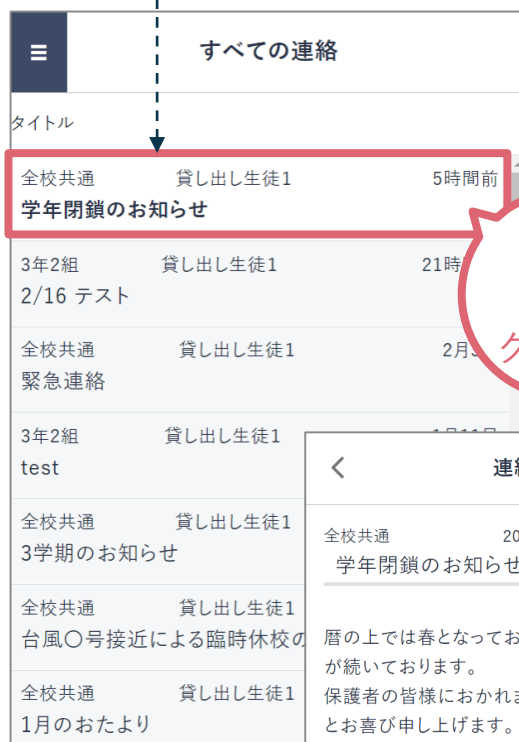 すべての連絡
タイトル
全校共通 貸し出し生徒1 5時間前
学年閉鎖のお知らせ
3年2組 貸し出し生徒1 21時
2/16 テスト
全校共通 貸し出し生徒1 2月
緊急連絡
3年2組 貸し出し生徒1
test
全校共通 貸し出し生徒1
3学期のお知らせ
全校共通 貸し出し生徒1
台風〇号接近による臨時休校の
全校共通 貸し出し生徒1
1月のおたより
ク
連
全校共通 20
学年閉鎖のお知らせ
暦の上では春となってお
が続いております。
保護者の皆様におかれま
とお喜び申し上げます。